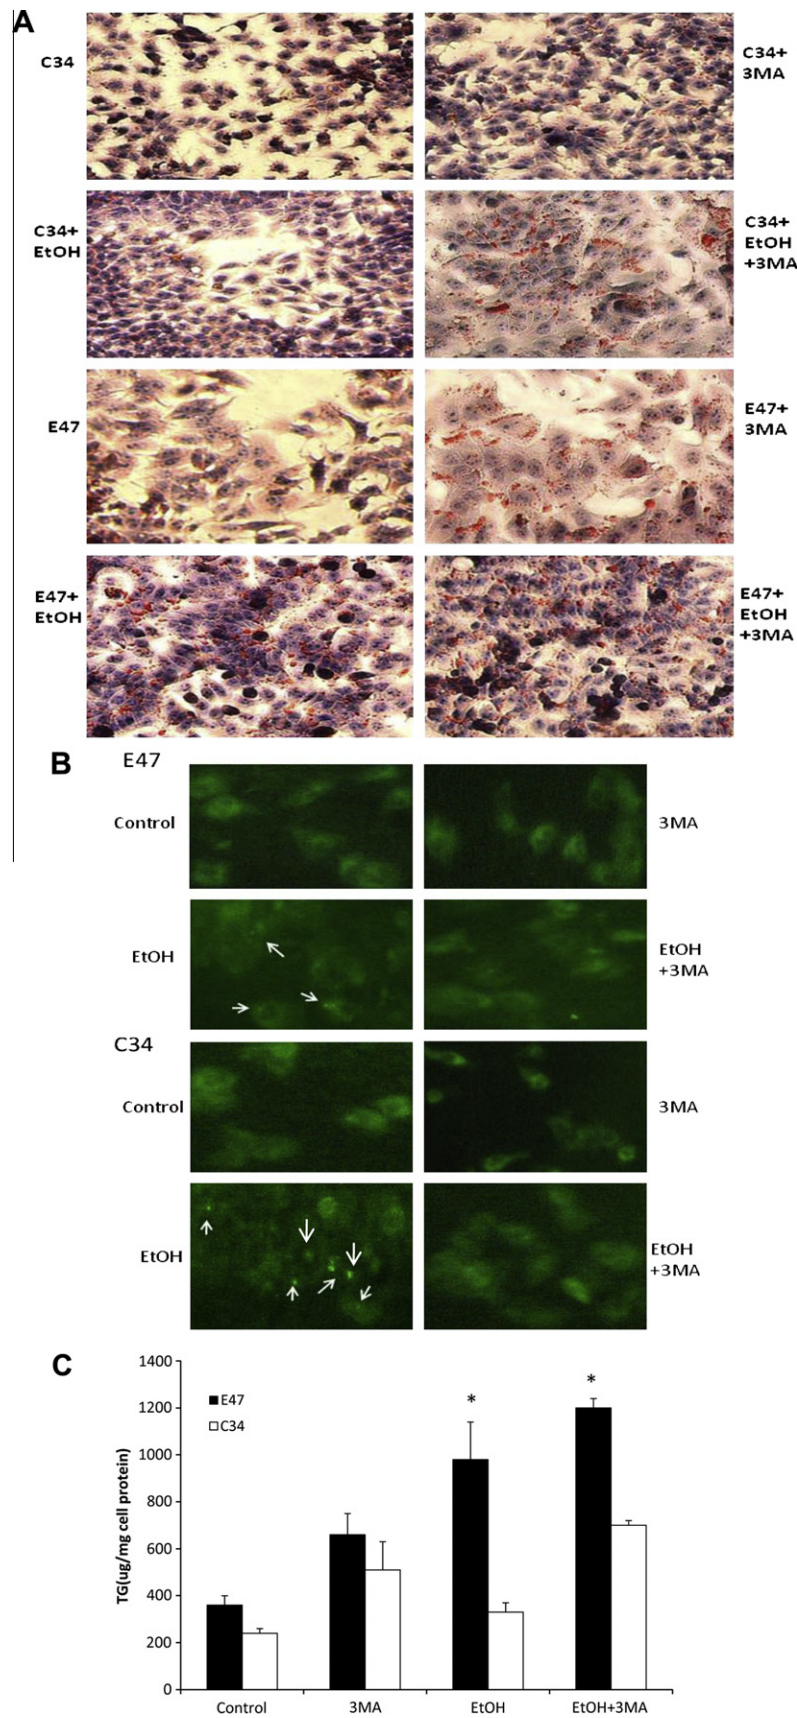 A
C34
C34+
3MA
C34+
EtOH
C34+
EtOH
+3MA
E47
E47+
3MA
E47+
EtOH
E47+
EtOH
+3MA
B
E47
Control
3MA
EtOH
EtOH
+3MA
C34
Control
3MA
EtOH
EtOH
+3MA
C
1400
1200
1000
800
600
400
200
0
TG(ug/mg cell protein)
E47
C34
*
*
Control
3MA
EtOH
EtOH+3MA